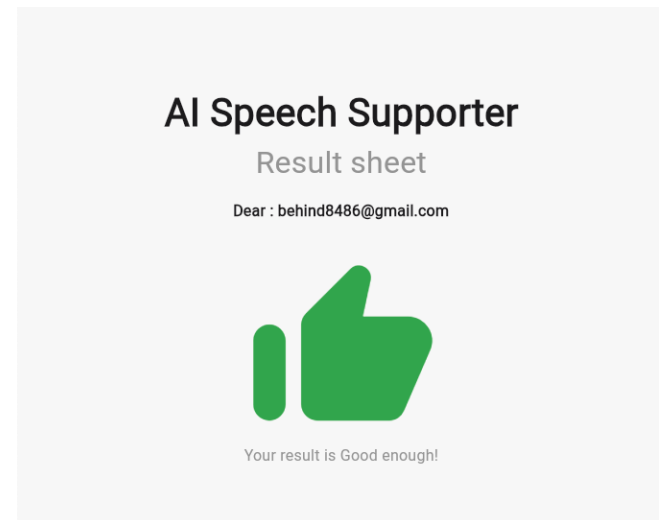 AI Speech Supporter
Result sheet
Dear : behind8486@gmail.com
Your result is Good enough!